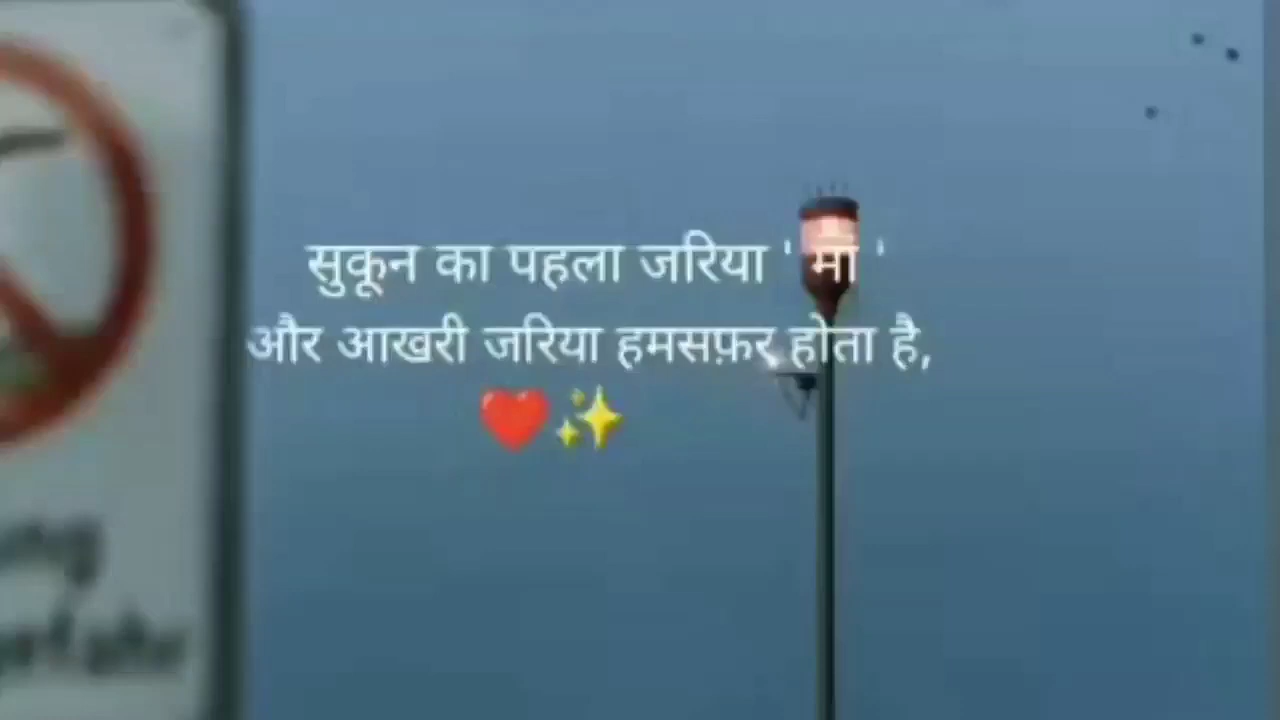 सुकून का पहला जरिया ' माँ '
और आखरी जरिया हमसफ़र होता है,
❤️✨